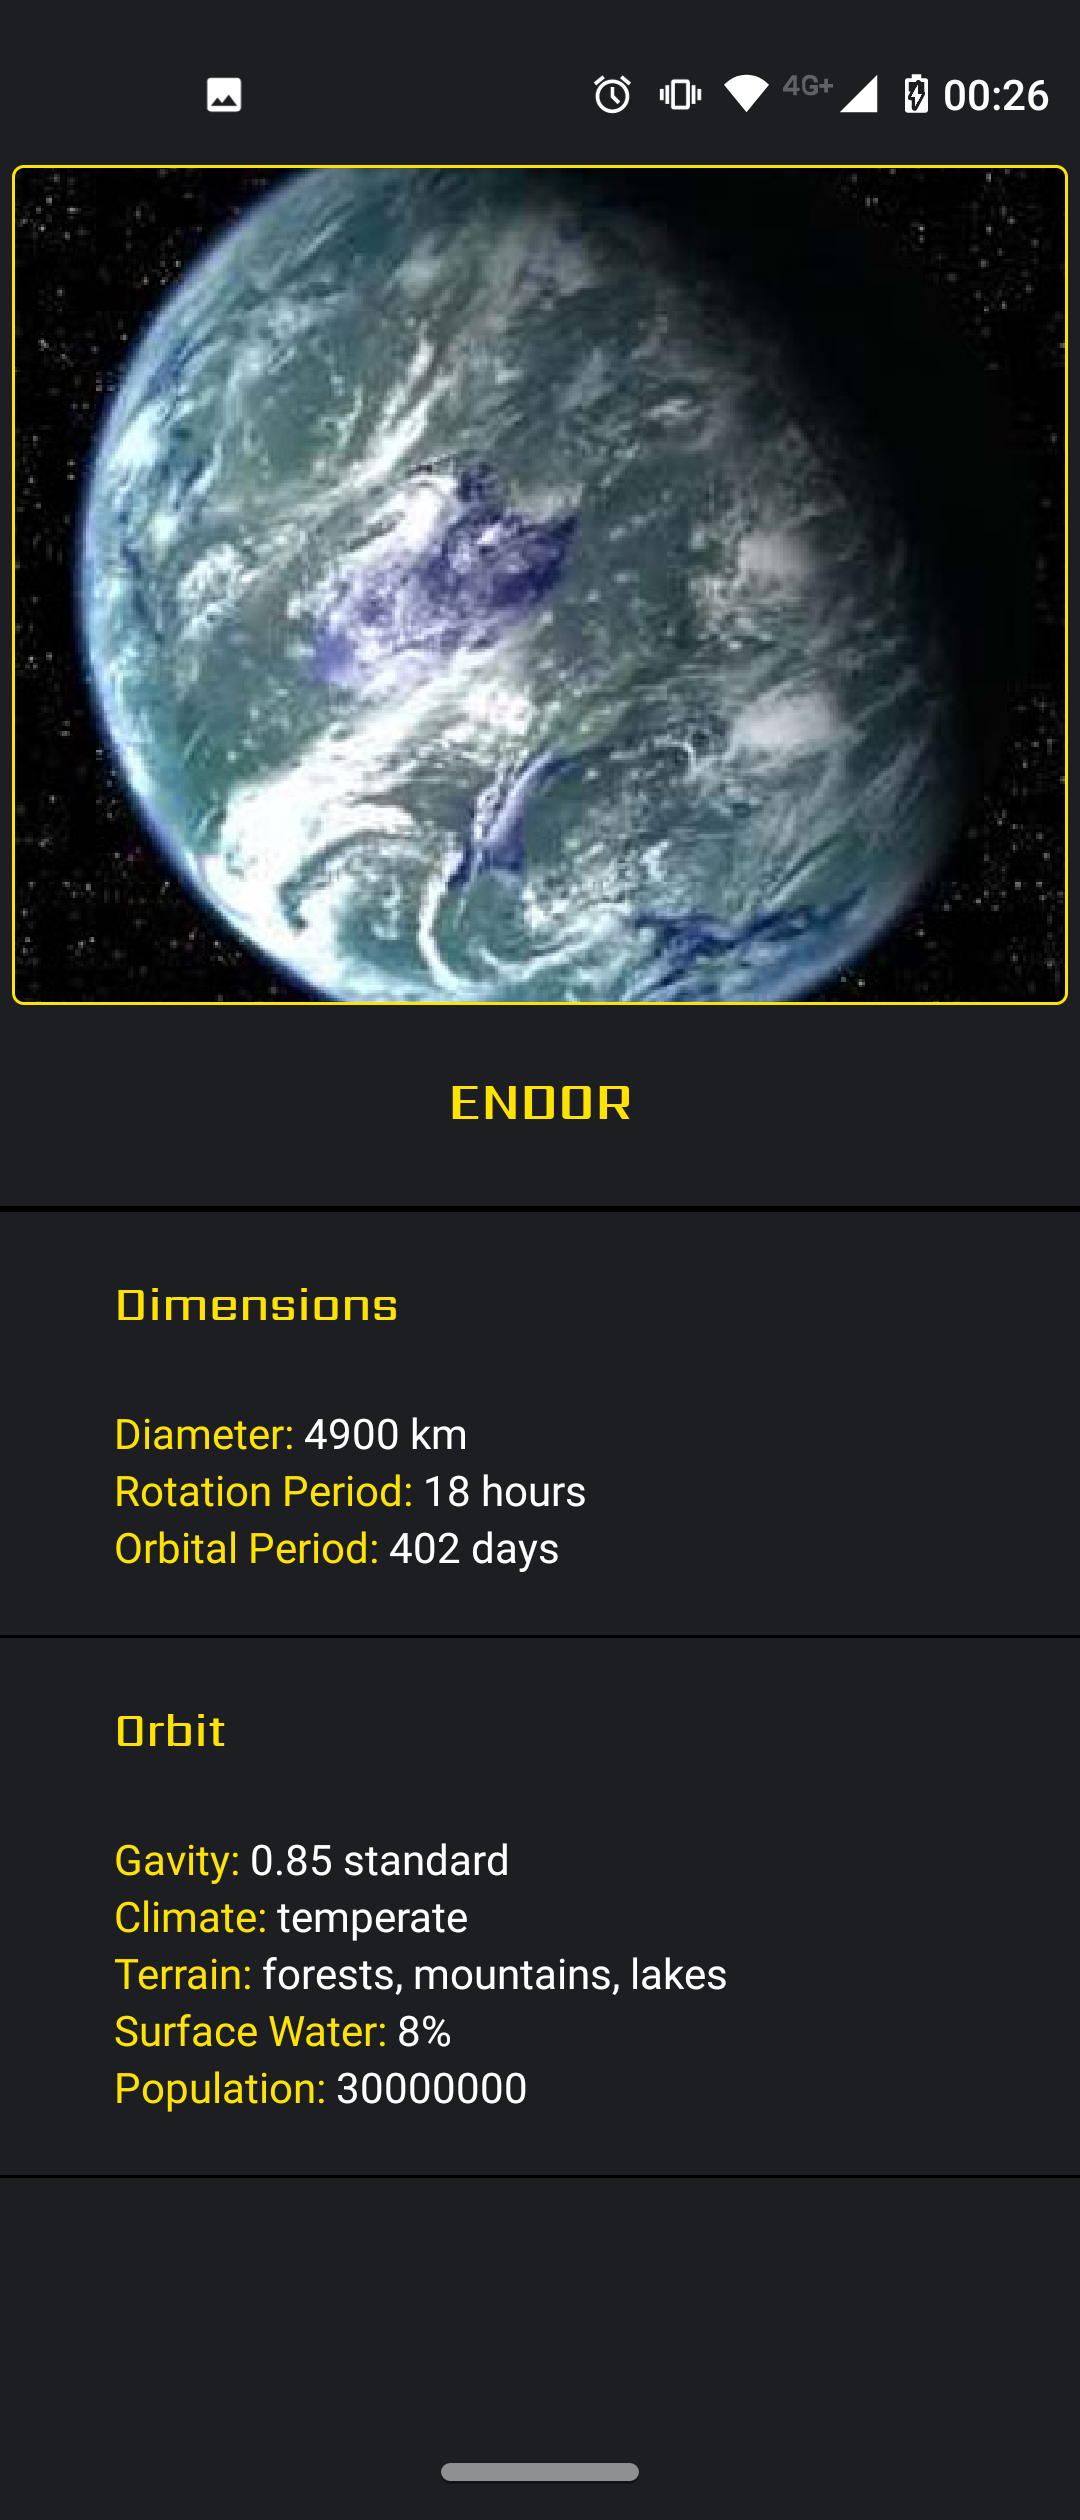 4G+ 00:26
ENDOR
Dimensions
Diameter: 4900 km
Rotation Period: 18 hours
Orbital Period: 402 days
Orbit
Gavity: 0.85 standard
Climate: temperate
Terrain: forests, mountains, lakes
Surface Water: 8%
Population: 30000000